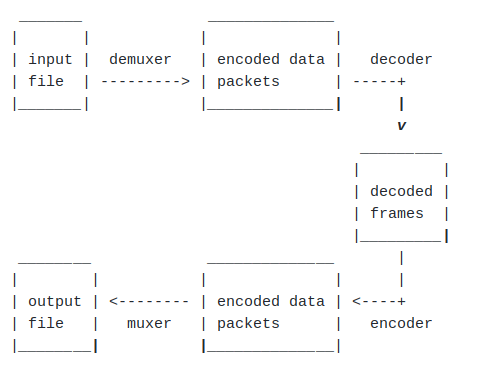 _______              ______________
|       |            |              |
| input |  demuxer   | encoded data |   decoder
| file  | ---------> | packets      | -----+
|_______|            |______________|      |
                                           v
                                       _________
                                      |         |
                                      | decoded |
                                      | frames  |
                                      |_________|
 ________             ______________       |
|        |           |              |      |
| output | <-------- | encoded data | <----+
| file   |   muxer   | packets      |   encoder
|________|           |______________|